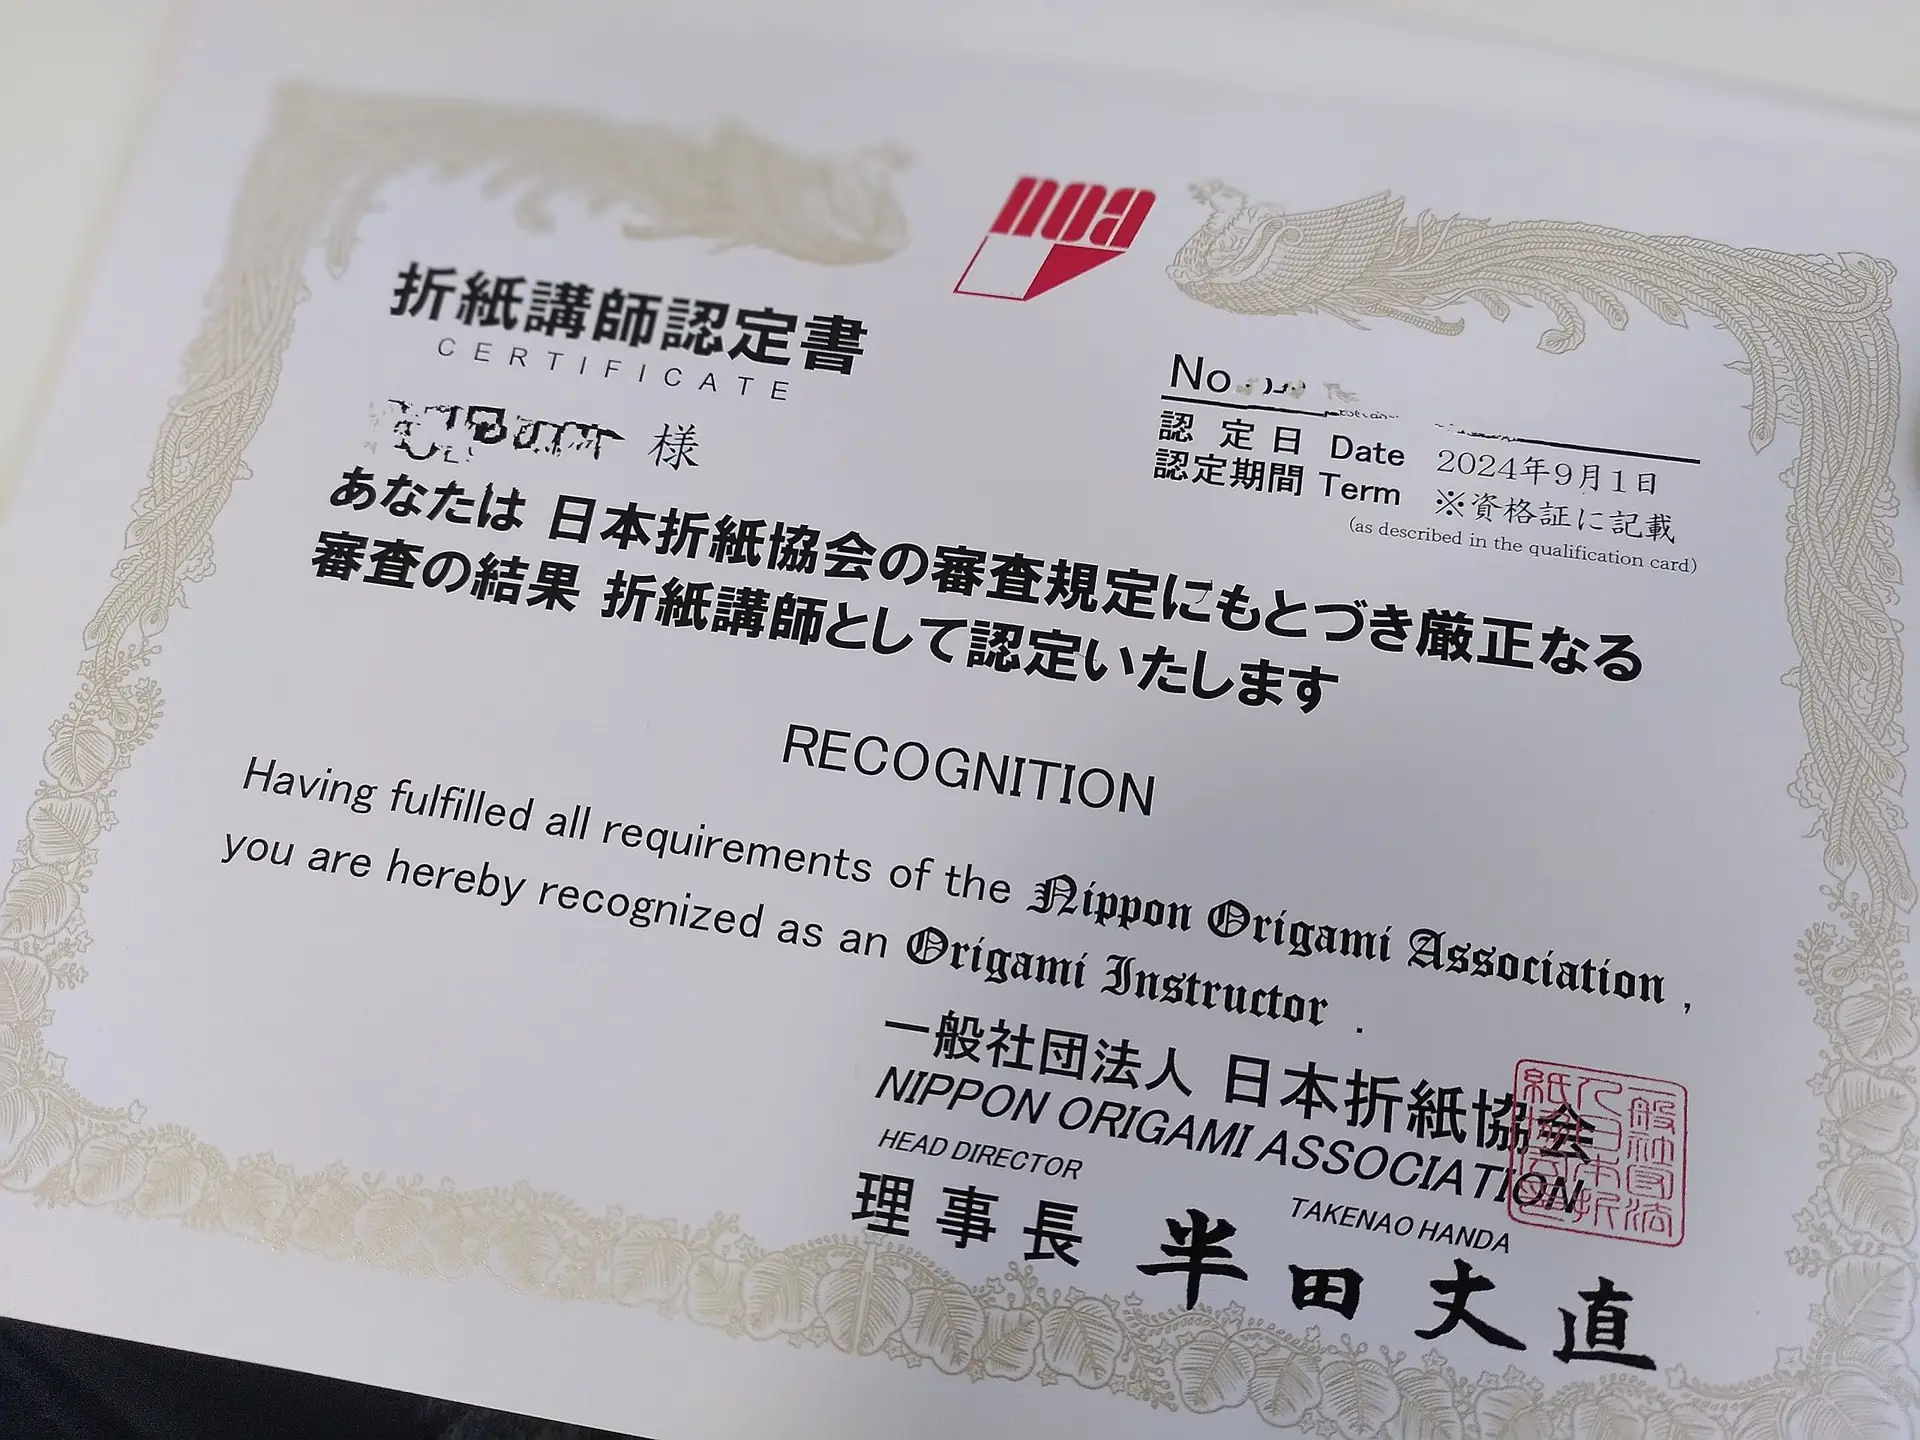 noa
折紙講師認定書
CERTIFICATE
様
No.
認定日 Date 2024年9月1日
認定期間 Term ※資格証に記載
(as described in the qualification card)
あなたは 日本折紙協会の審査規定にもとづき厳正なる
審査の結果 折紙講師として認定いたします
RECOGNITION
Having fulfilled all requirements of the Nippon Origami Association ,
you are hereby recognized as an Origami Instructor .
一般社団法人 日本折紙協会
NIPPON ORIGAMI ASSOCIATION
HEAD DIRECTOR
TAKENAO HANDA
理事長 半田丈直